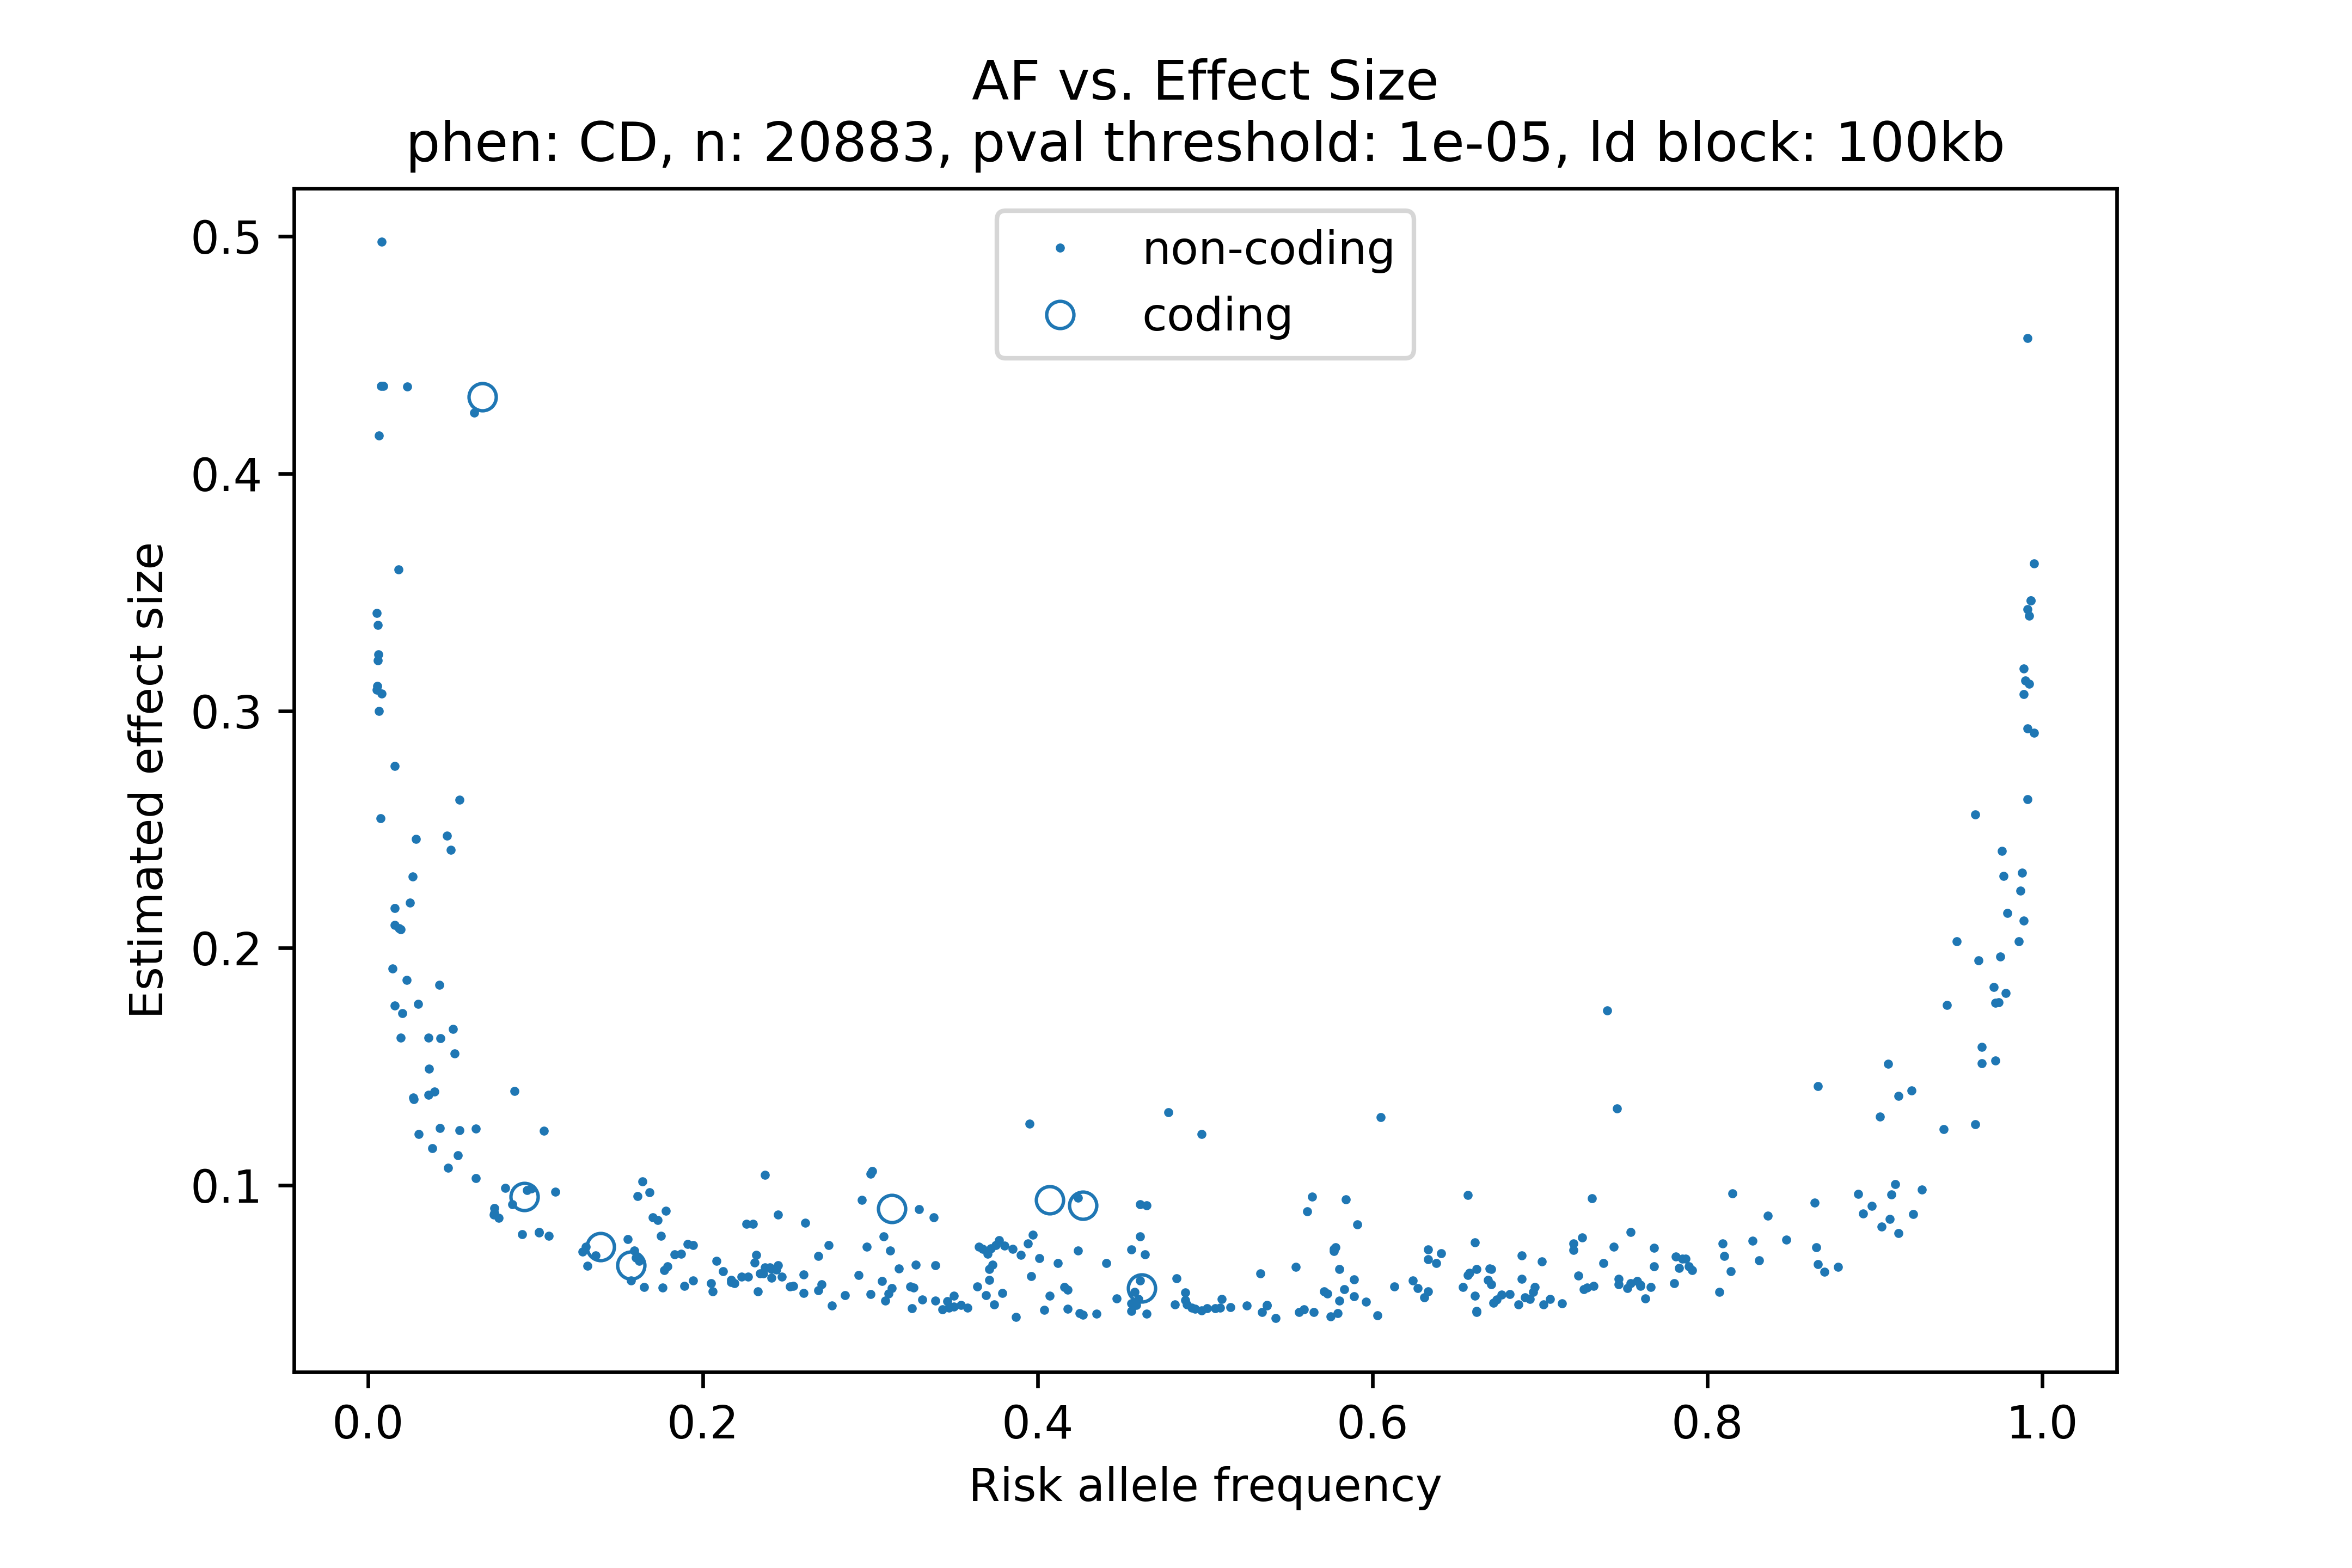 AF vs. Effect Size
phen: CD, n: 20883, pval threshold: 1e-05, ld block: 100kb
non-coding
coding
0.5
0.4
0.3
0.2
0.1
Estimated effect size
0.0 0.2 0.4 0.6 0.8 1.0
Risk allele frequency